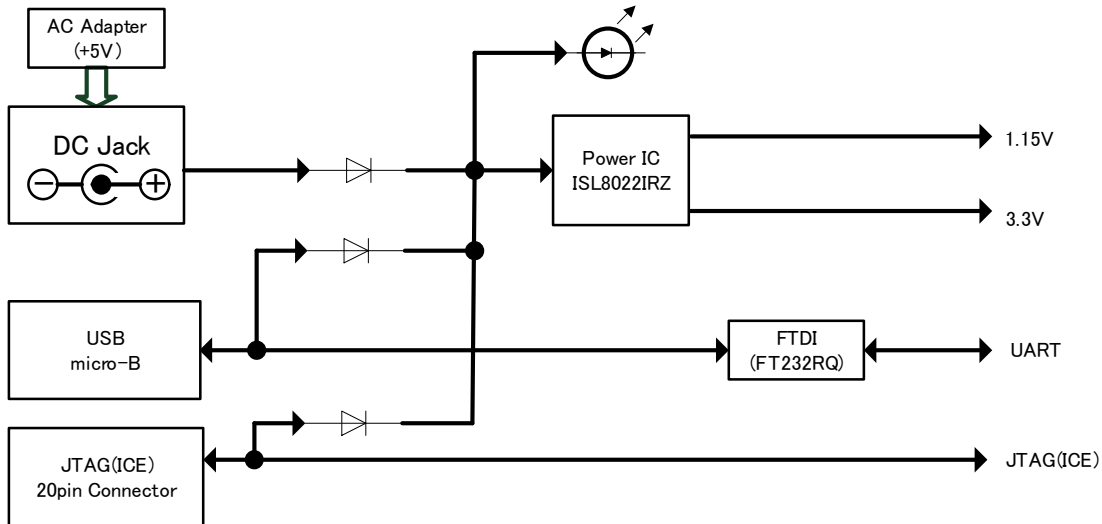 AC Adapter
(+5V)
DC Jack
Power IC
ISL8022IRZ
1.15V
3.3V
USB
micro-B
FTDI
(FT232RQ)
UART
JTAG(ICE)
20pin Connector
JTAG(ICE)